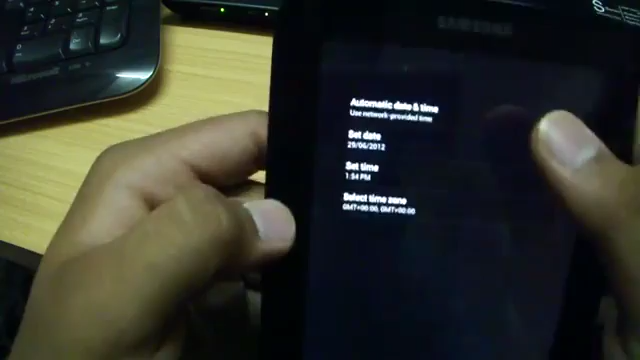 SAMSUNG
Automatic date & time
Use network-provided time
Set date
29/06/2012
Set time
1:54 PM
Select time zone
GMT+00:00, GMT+00:00
Microsoft